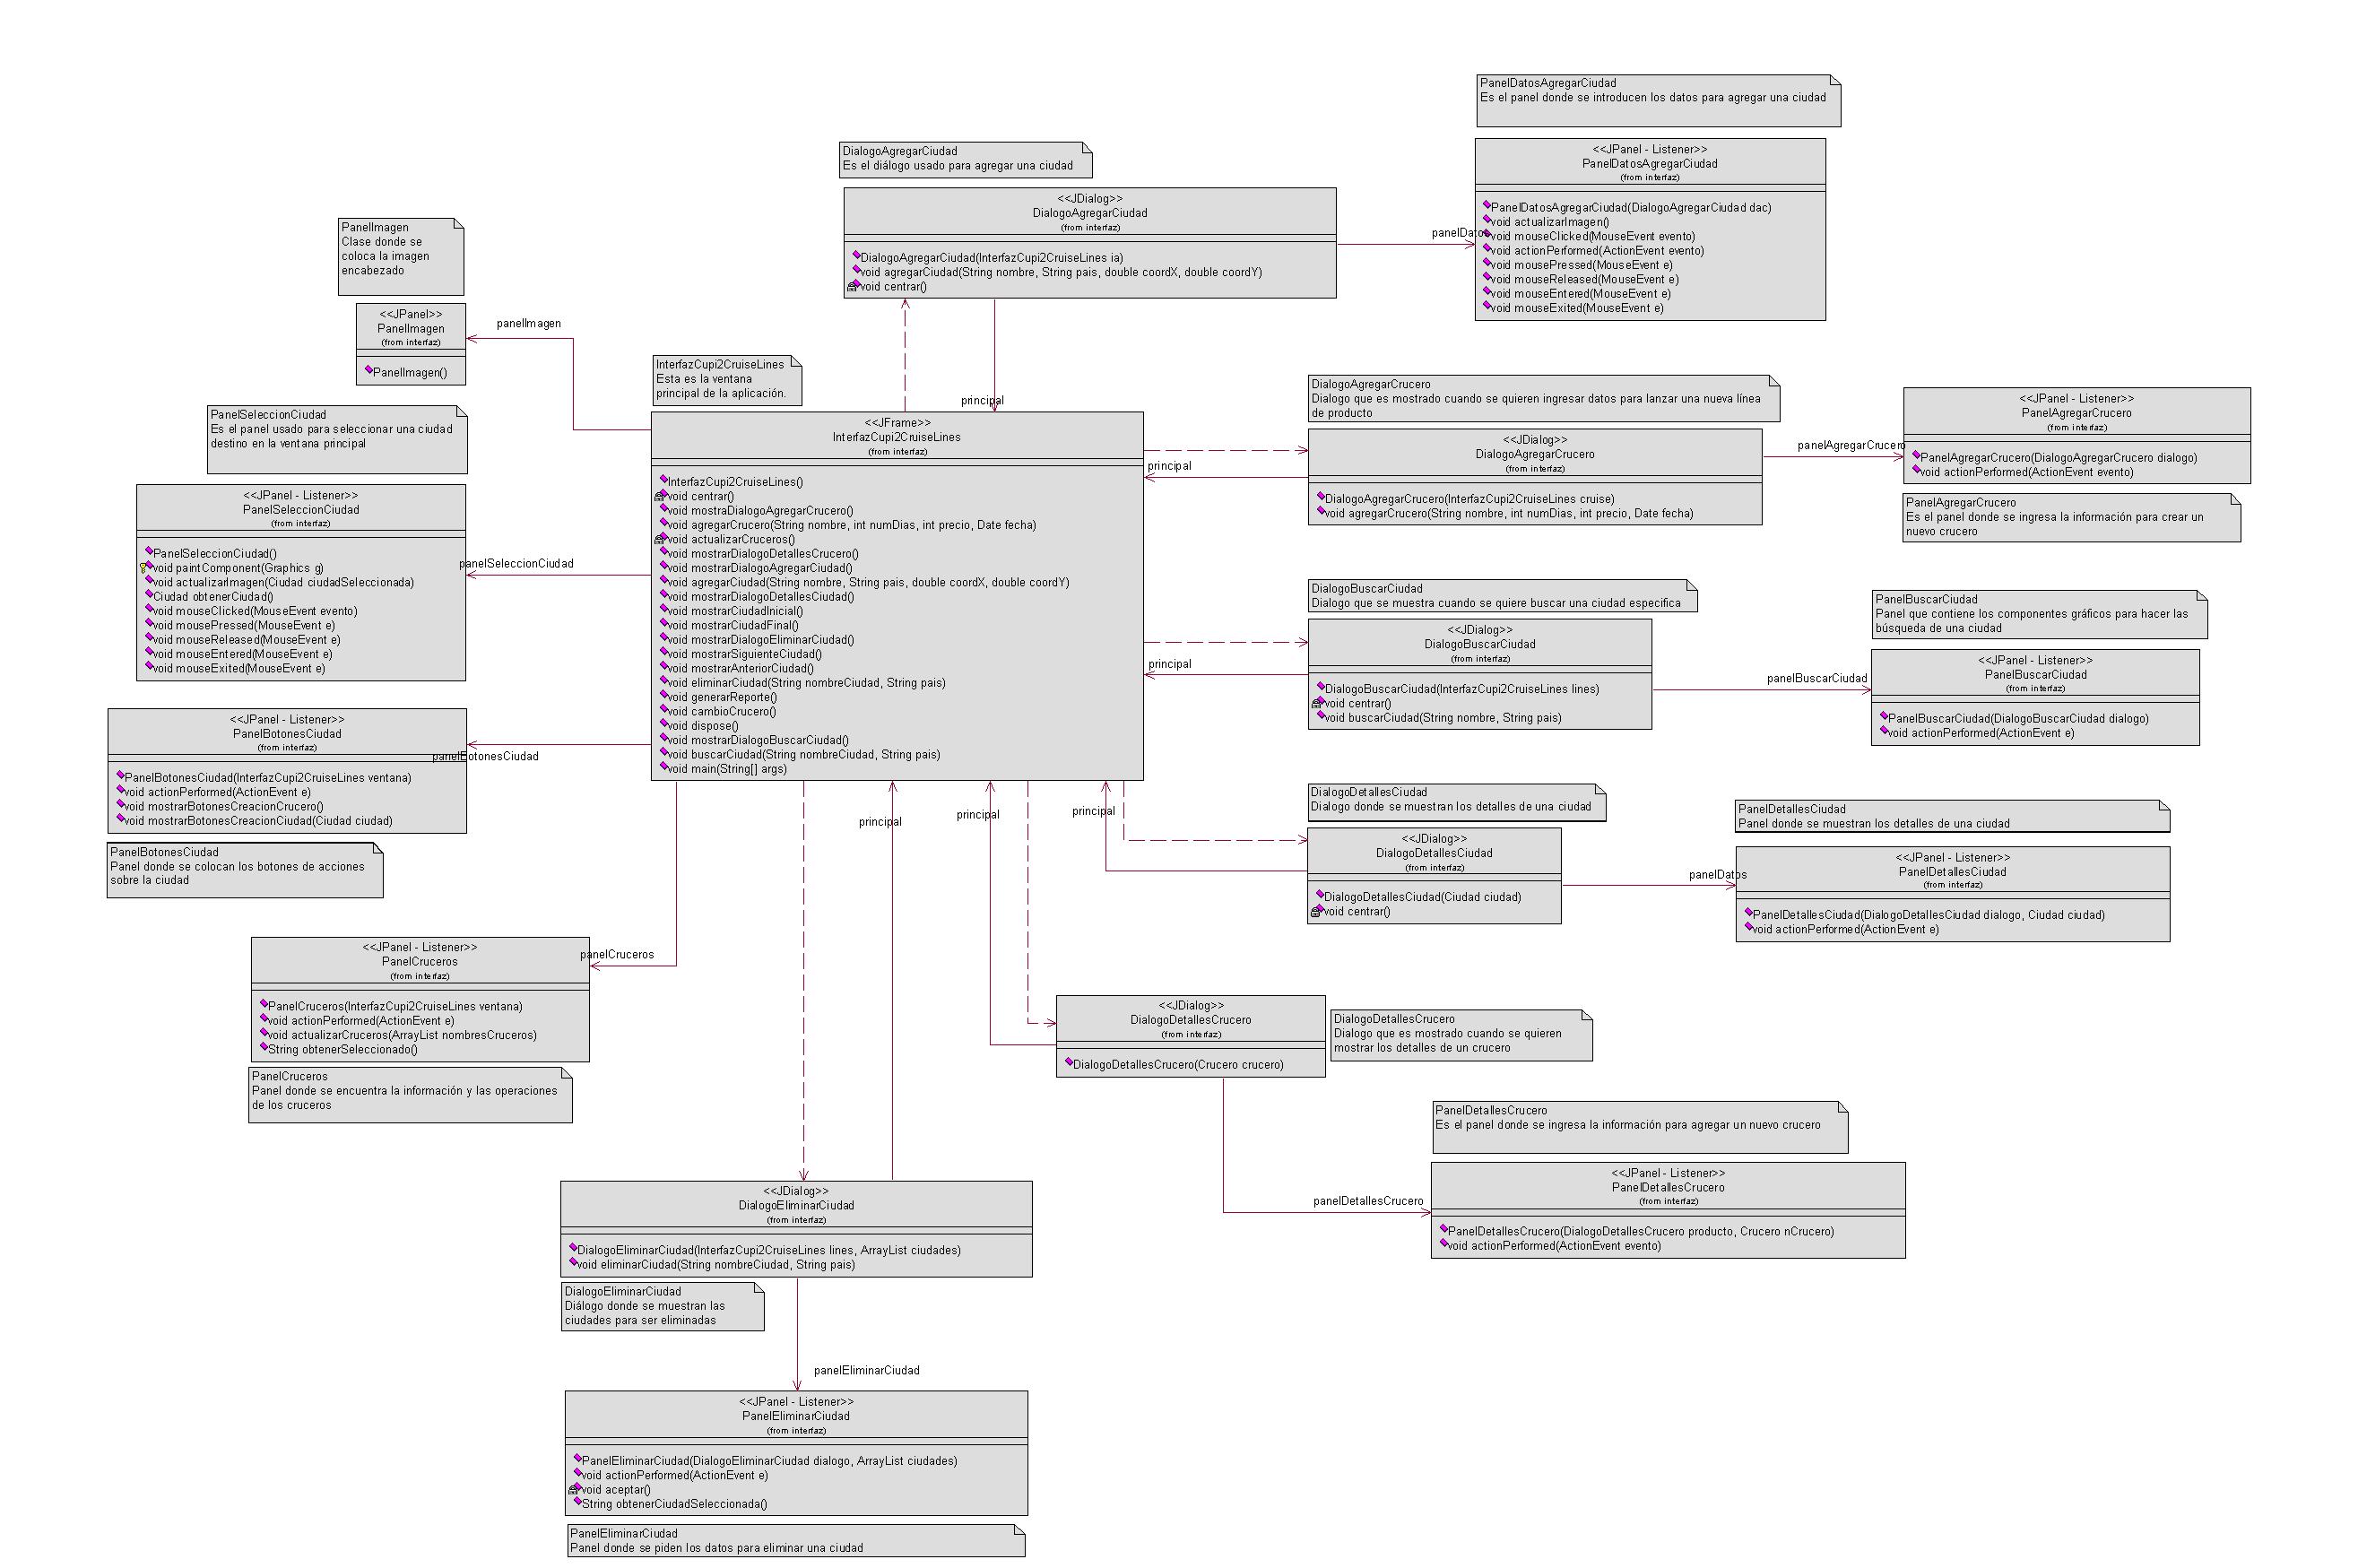 PanelDatosAgregarCiudad
Es el panel donde se introducen los datos para agregar una ciudad
<<JPanel - Listener>>
PanelDatosAgregarCiudad
(from interfaz)
PanelDatosAgregarCiudad(DialogoAgregarCiudad dac)
void actualizarImagen()
void mouseClicked(MouseEvent evento)
void actionPerformed(ActionEvent evento)
void mousePressed(MouseEvent e)
void mouseReleased(MouseEvent e)
void mouseEntered(MouseEvent e)
void mouseExited(MouseEvent e)
DialogoAgregarCiudad
Es el diálogo usado para agregar una ciudad
<<JDialog>>
DialogoAgregarCiudad
(from interfaz)
DialogoAgregarCiudad(InterfazCupi2CruiseLines ia)
void agregarCiudad(String nombre, String pais, double coordX, double coordY)
void centrar()
panelDatos
PanelImagen
Clase donde se
coloca la imagen
encabezado
<<JPanel>>
PanelImagen
(from interfaz)
PanelImagen()
panelImagen
InterfazCupi2CruiseLines
Esta es la ventana
principal de la aplicación.
principal
<<JFrame>>
InterfazCupi2CruiseLines
(from interfaz)
InterfazCupi2CruiseLines()
void centrar()
void mostraDialogoAgregarCrucero()
void agregarCrucero(String nombre, int numDias, int precio, Date fecha)
void actualizarCruceros()
void mostrarDialogoDetallesCrucero()
void mostrarDialogoAgregarCiudad()
void agregarCiudad(String nombre, String pais, double coordX, double coordY)
void mostrarDialogoDetallesCiudad()
void mostrarCiudadInicial()
void mostrarCiudadFinal()
void mostrarDialogoEliminarCiudad()
void mostrarSiguienteCiudad()
void mostrarAnteriorCiudad()
void eliminarCiudad(String nombreCiudad, String pais)
void generarReporte()
void cambioCrucero()
void dispose()
void mostrarDialogoBuscarCiudad()
void buscarCiudad(String nombreCiudad, String pais)
void main(String[] args)
DialogoAgregarCrucero
Dialogo que es mostrado cuando se quieren ingresar datos para lanzar una nueva línea
de producto
<<JDialog>>
DialogoAgregarCrucero
(from interfaz)
DialogoAgregarCrucero(InterfazCupi2CruiseLines cruise)
void agregarCrucero(String nombre, int numDias, int precio, Date fecha)
principal
panelAgregarCrucero
<<JPanel - Listener>>
PanelAgregarCrucero
(from interfaz)
PanelAgregarCrucero(DialogoAgregarCrucero dialogo)
void actionPerformed(ActionEvent evento)
PanelAgregarCrucero
Es el panel donde se ingresa la información para crear un
nuevo crucero
PanelSeleccionCiudad
Es el panel usado para seleccionar una ciudad
destino en la ventana principal
<<JPanel - Listener>>
PanelSeleccionCiudad
(from interfaz)
PanelSeleccionCiudad()
void paintComponent(Graphics g)
void actualizarImagen(Ciudad ciudadSeleccionada)
Ciudad obtenerCiudad()
void mouseClicked(MouseEvent evento)
void mousePressed(MouseEvent e)
void mouseReleased(MouseEvent e)
void mouseEntered(MouseEvent e)
void mouseExited(MouseEvent e)
panelSeleccionCiudad
DialogoBuscarCiudad
Dialogo que se muestra cuando se quiere buscar una ciudad especifica
<<JDialog>>
DialogoBuscarCiudad
(from interfaz)
DialogoBuscarCiudad(InterfazCupi2CruiseLines lines)
void centrar()
void buscarCiudad(String nombre, String pais)
principal
panelBuscarCiudad
PanelBuscarCiudad
Panel que contiene los componentes gráficos para hacer las
búsqueda de una ciudad
<<JPanel - Listener>>
PanelBuscarCiudad
(from interfaz)
PanelBuscarCiudad(DialogoBuscarCiudad dialogo)
void actionPerformed(ActionEvent e)
<<JPanel - Listener>>
PanelBotonesCiudad
(from interfaz)
PanelBotonesCiudad(InterfazCupi2CruiseLines ventana)
void actionPerformed(ActionEvent e)
void mostrarBotonesCreacionCrucero()
void mostrarBotonesCreacionCiudad(Ciudad ciudad)
panelBotonesCiudad
PanelBotonesCiudad
Panel donde se colocan los botones de acciones
sobre la ciudad
principal
principal
principal
DialogoDetallesCiudad
Dialogo donde se muestran los detalles de una ciudad
<<JDialog>>
DialogoDetallesCiudad
(from interfaz)
DialogoDetallesCiudad(Ciudad ciudad)
void centrar()
panelDatos
PanelDetallesCiudad
Panel donde se muestran los detalles de una ciudad
<<JPanel - Listener>>
PanelDetallesCiudad
(from interfaz)
PanelDetallesCiudad(DialogoDetallesCiudad dialogo, Ciudad ciudad)
void actionPerformed(ActionEvent e)
<<JPanel - Listener>>
PanelCruceros
(from interfaz)
PanelCruceros(InterfazCupi2CruiseLines ventana)
void actionPerformed(ActionEvent e)
void actualizarCruceros(ArrayList nombresCruceros)
String obtenerSeleccionado()
panelCruceros
PanelCruceros
Panel donde se encuentra la información y las operaciones
de los cruceros
<<JDialog>>
DialogoDetallesCrucero
(from interfaz)
DialogoDetallesCrucero(Crucero crucero)
DialogoDetallesCrucero
Dialogo que es mostrado cuando se quieren
mostrar los detalles de un crucero
PanelDetallesCrucero
Es el panel donde se ingresa la información para agregar un nuevo crucero
panelDetallesCrucero
<<JPanel - Listener>>
PanelDetallesCrucero
(from interfaz)
PanelDetallesCrucero(DialogoDetallesCrucero producto, Crucero nCrucero)
void actionPerformed(ActionEvent evento)
<<JDialog>>
DialogoEliminarCiudad
(from interfaz)
DialogoEliminarCiudad(InterfazCupi2CruiseLines lines, ArrayList ciudades)
void eliminarCiudad(String nombreCiudad, String pais)
DialogoEliminarCiudad
Diálogo donde se muestran las
ciudades para ser eliminadas
panelEliminarCiudad
<<JPanel - Listener>>
PanelEliminarCiudad
(from interfaz)
PanelEliminarCiudad(DialogoEliminarCiudad dialogo, ArrayList ciudades)
void actionPerformed(ActionEvent e)
void aceptar()
String obtenerCiudadSeleccionada()
PanelEliminarCiudad
Panel donde se piden los datos para eliminar una ciudad